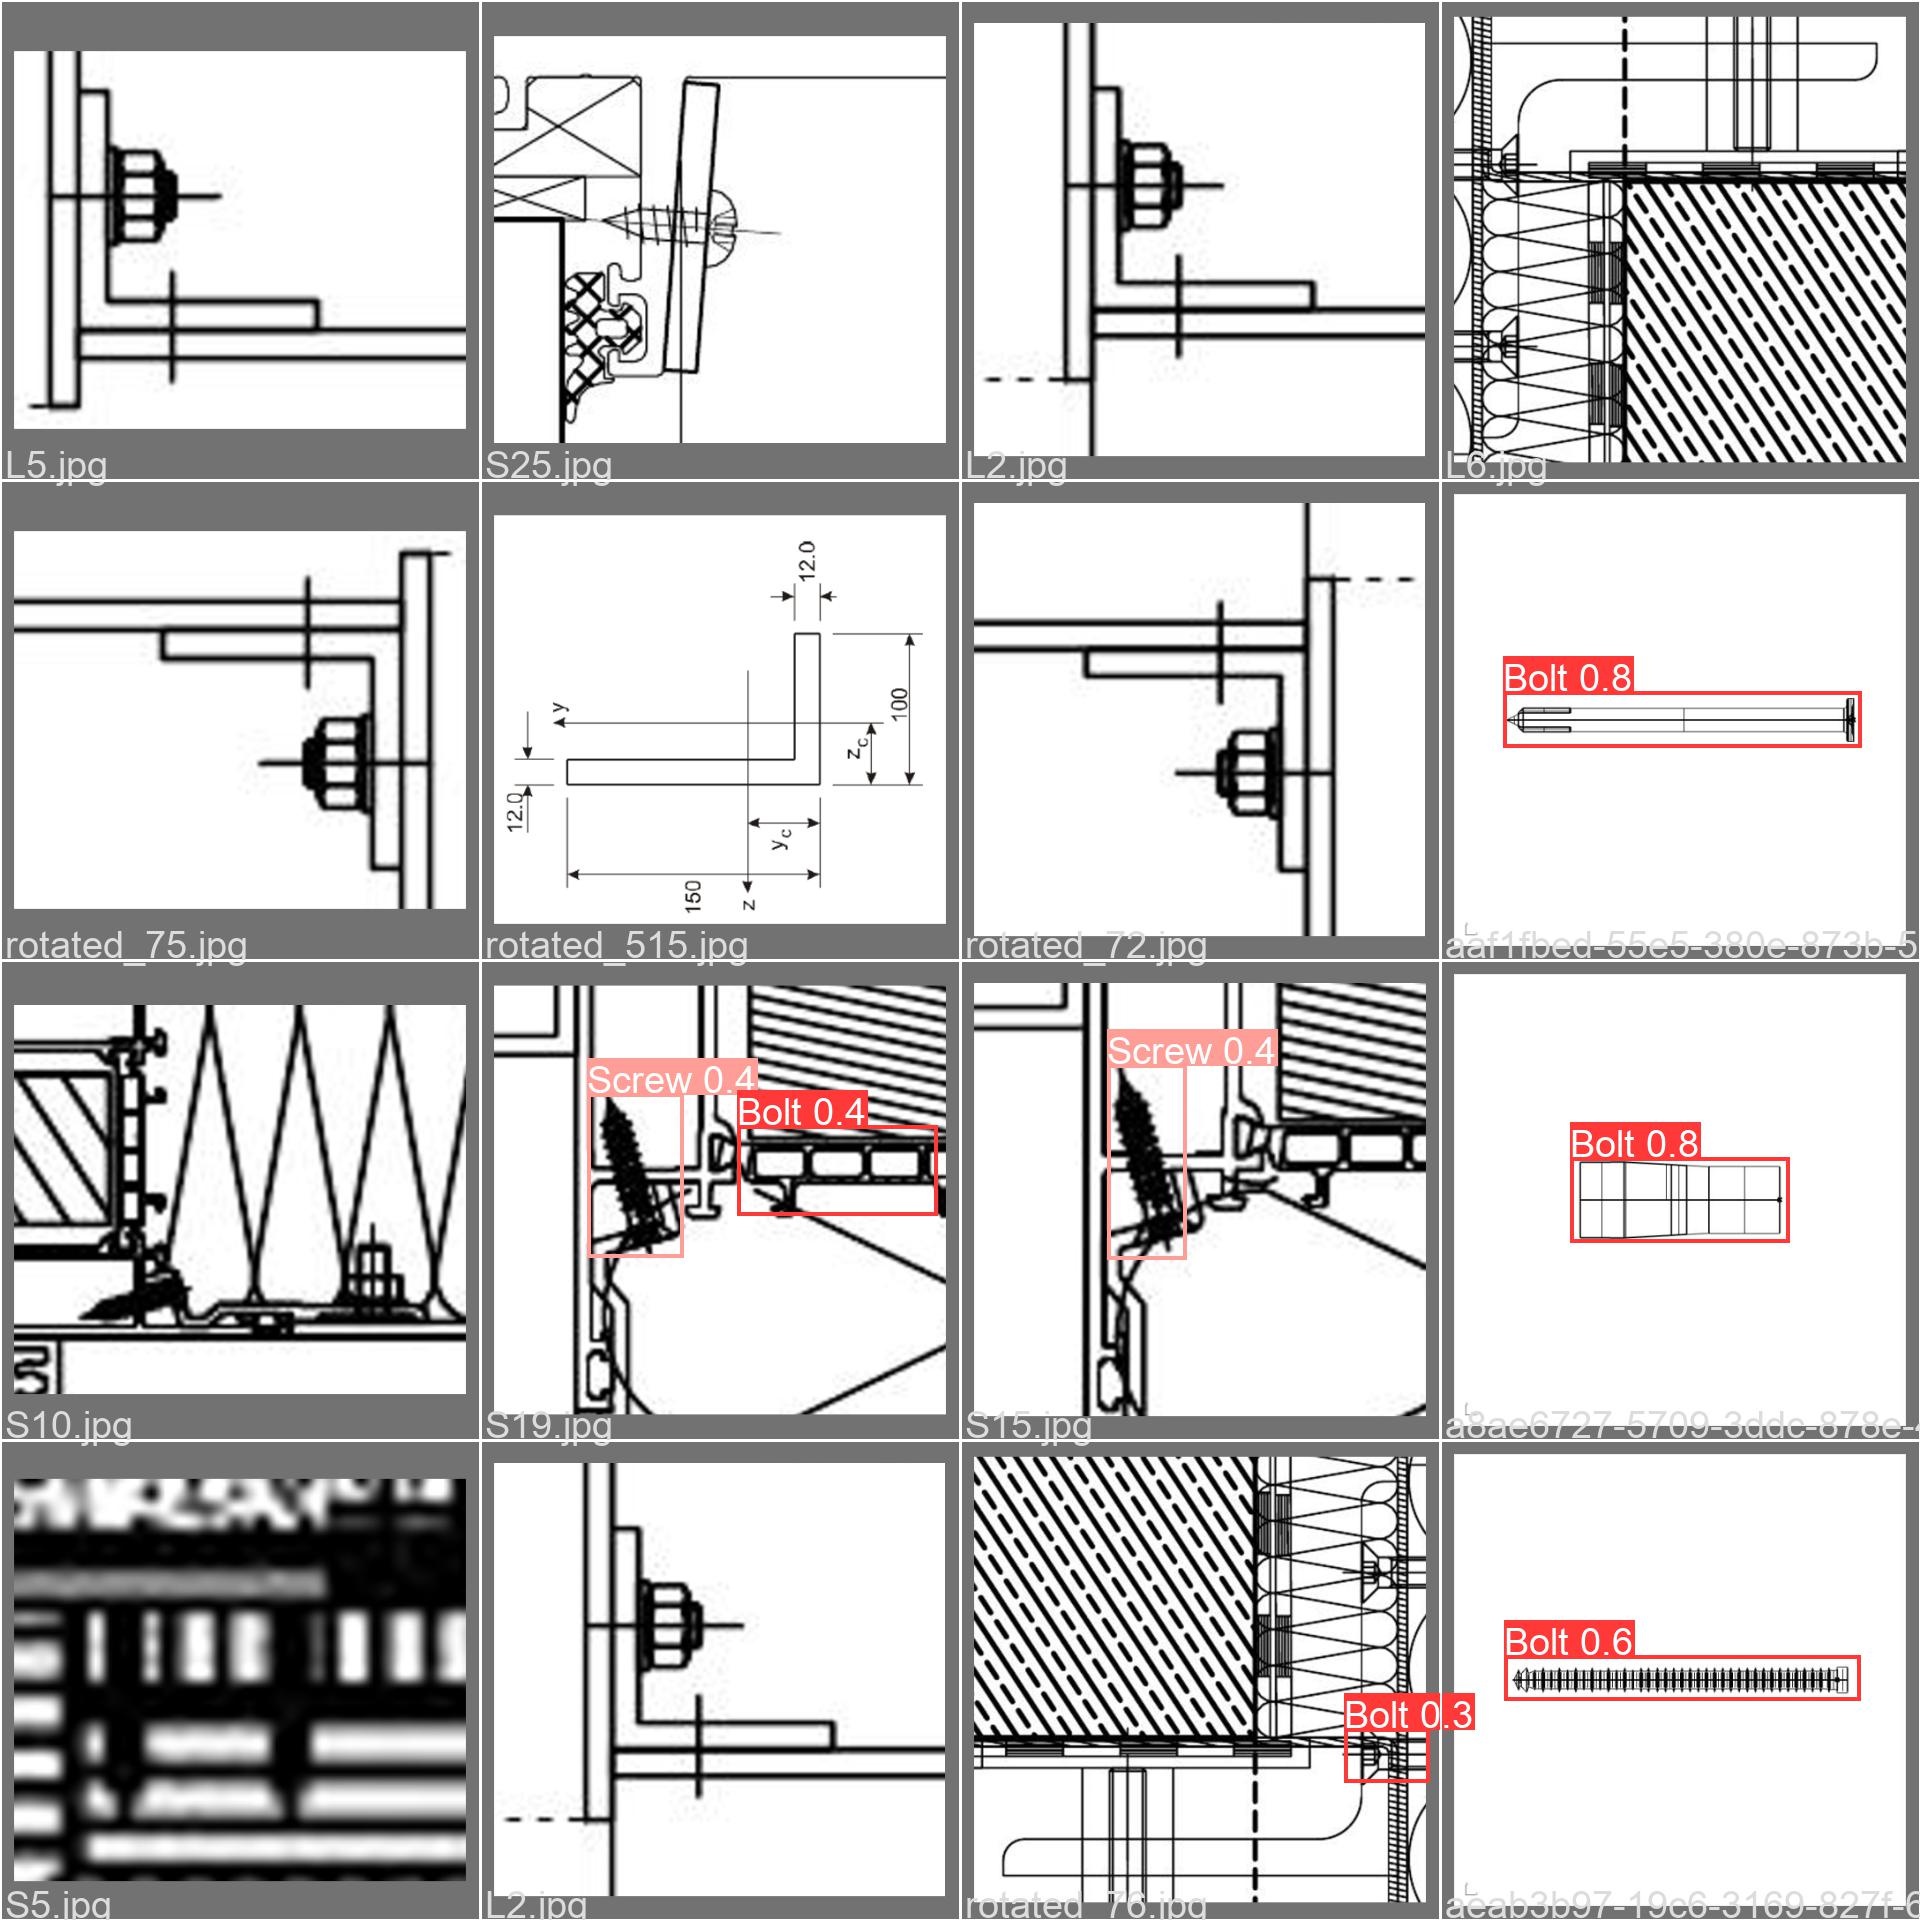 L5.jpg
S25.jpg
L2.jpg
L6.jpg
12.0
y
100
z c
12.0
y c
150
z
Bolt 0.8
rotated_75.jpg
rotated_515.jpg
rotated_72.jpg
aaf1fbed-55e5-380e-873b-5
Screw 0.4
Bolt 0.4
Screw 0.4
Bolt 0.8
S10.jpg
S19.jpg
S15.jpg
a8ae6727-5709-3ddc-878e-4
Bolt 0.3
Bolt 0.6
S5.jpg
L2.jpg
rotated_76.jpg
aeab3b97-19c6-3169-827f-6